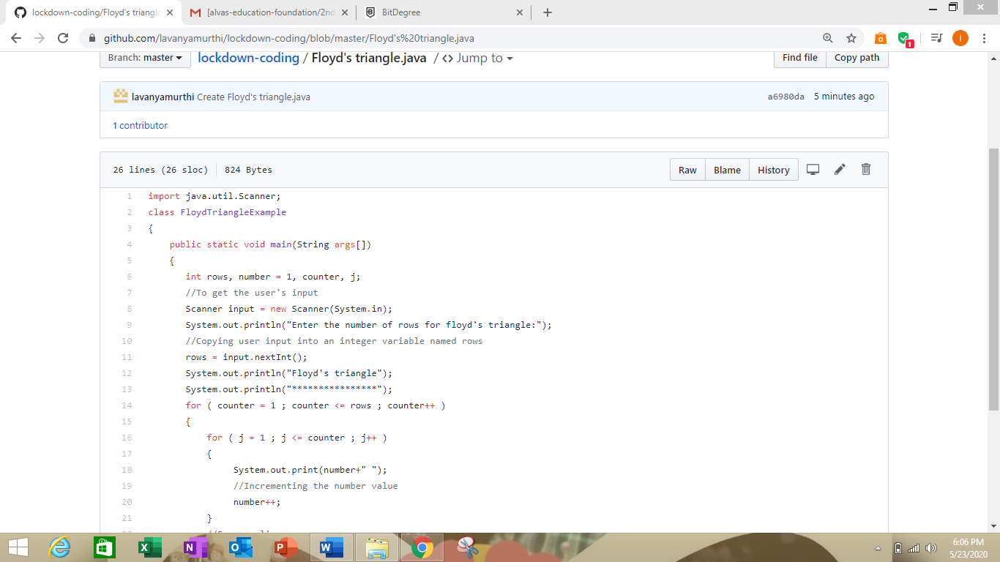 lockdown-coding/Floyd's triangle
[alvas-education-foundation/2nd
BitDegree
github.com/lavanyamurthi/lockdown-coding/blob/master/Floyd's%20triangle.java
1
I
Branch: master
lockdown-coding / Floyd's triangle.java / <> Jump to
Find file
Copy path
lavanyamurthi Create Floyd's triangle.java
a6980da 5 minutes ago
1 contributor
26 lines (26 sloc) 824 Bytes
Raw Blame History
1 import java.util.Scanner;
2 class FloydTriangleExample
3 {
4 public static void main(String args[])
5 {
6 int rows, number = 1, counter, j;
7 //To get the user's input
8 Scanner input = new Scanner(System.in);
9 System.out.println("Enter the number of rows for floyd's triangle:");
10 //Copying user input into an integer variable named rows
11 rows = input.nextInt();
12 System.out.println("Floyd's triangle");
13 System.out.println("****************");
14 for ( counter = 1 ; counter <= rows ; counter++ )
15 {
16 for ( j = 1 ; j <= counter ; j++ )
17 {
18 System.out.print(number+" ");
19 //Incrementing the number value
20 number++;
21 }
6:06 PM
5/23/2020